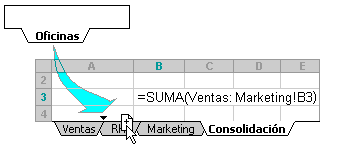 Oficinas
A B C D E
2
3 =SUMA(Ventas: Marketing!B3)
4
Ventas Marketing Consolidación